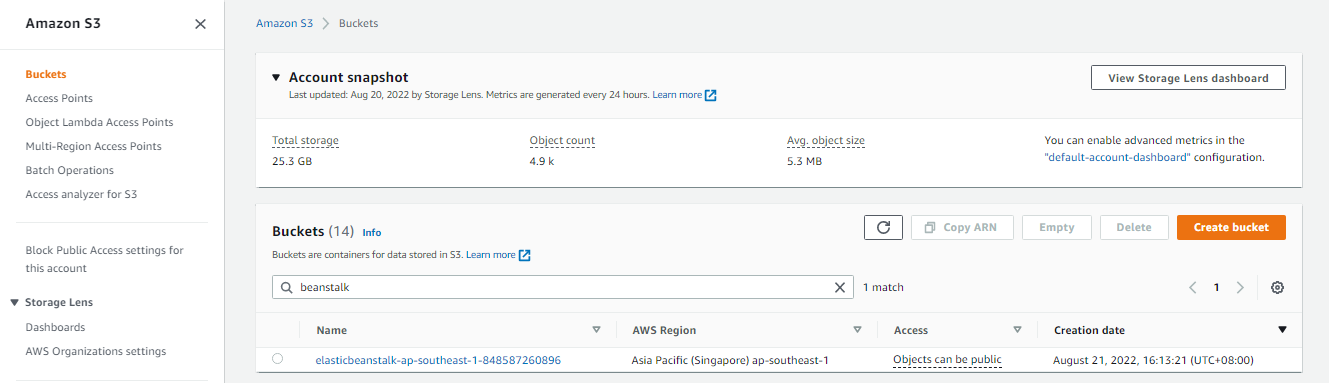 Amazon S3
Amazon S3 > Buckets
Buckets
Access Points
Object Lambda Access Points
Multi-Region Access Points
Batch Operations
Access analyzer for S3
Block Public Access settings for
this account
Storage Lens
Dashboards
AWS Organizations settings
Account snapshot
View Storage Lens dashboard
Last updated: Aug 20, 2022 by Storage Lens. Metrics are generated every 24 hours. Learn more
Total storage
25.3 GB
Object count
4.9 k
Avg. object size
5.3 MB
You can enable advanced metrics in the
"default-account-dashboard" configuration.
Buckets (14) Info
Copy ARN
Empty
Delete
Create bucket
Buckets are containers for data stored in S3. Learn more
beanstalk
1 match
1
Name AWS Region Access Creation date
elasticbeanstalk-ap-southeast-1-848587260896 Asia Pacific (Singapore) ap-southeast-1 Objects can be public August 21, 2022, 16:13:21 (UTC+08:00)